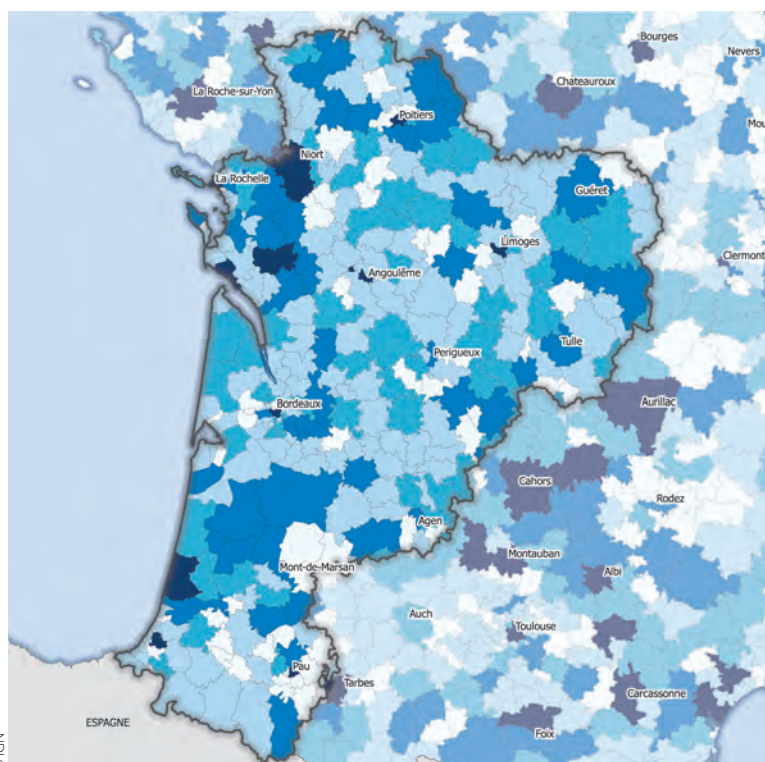 Bourges
Nevers
Chateauroux
La Roche-sur-Yon
Poitiers
Mou
Niort
La Rochelle
Guéret
Limoges
Clermont
Angoulême
Tulle
Perigueux
Aurillac
Bordeaux
Cahors
Rodez
Agen
Montauban
Mont-de-Marsan
Albi
Auch
Toulouse
Pau
Tarbes
Carcassonne
ESPAGNE
Foix
IGN